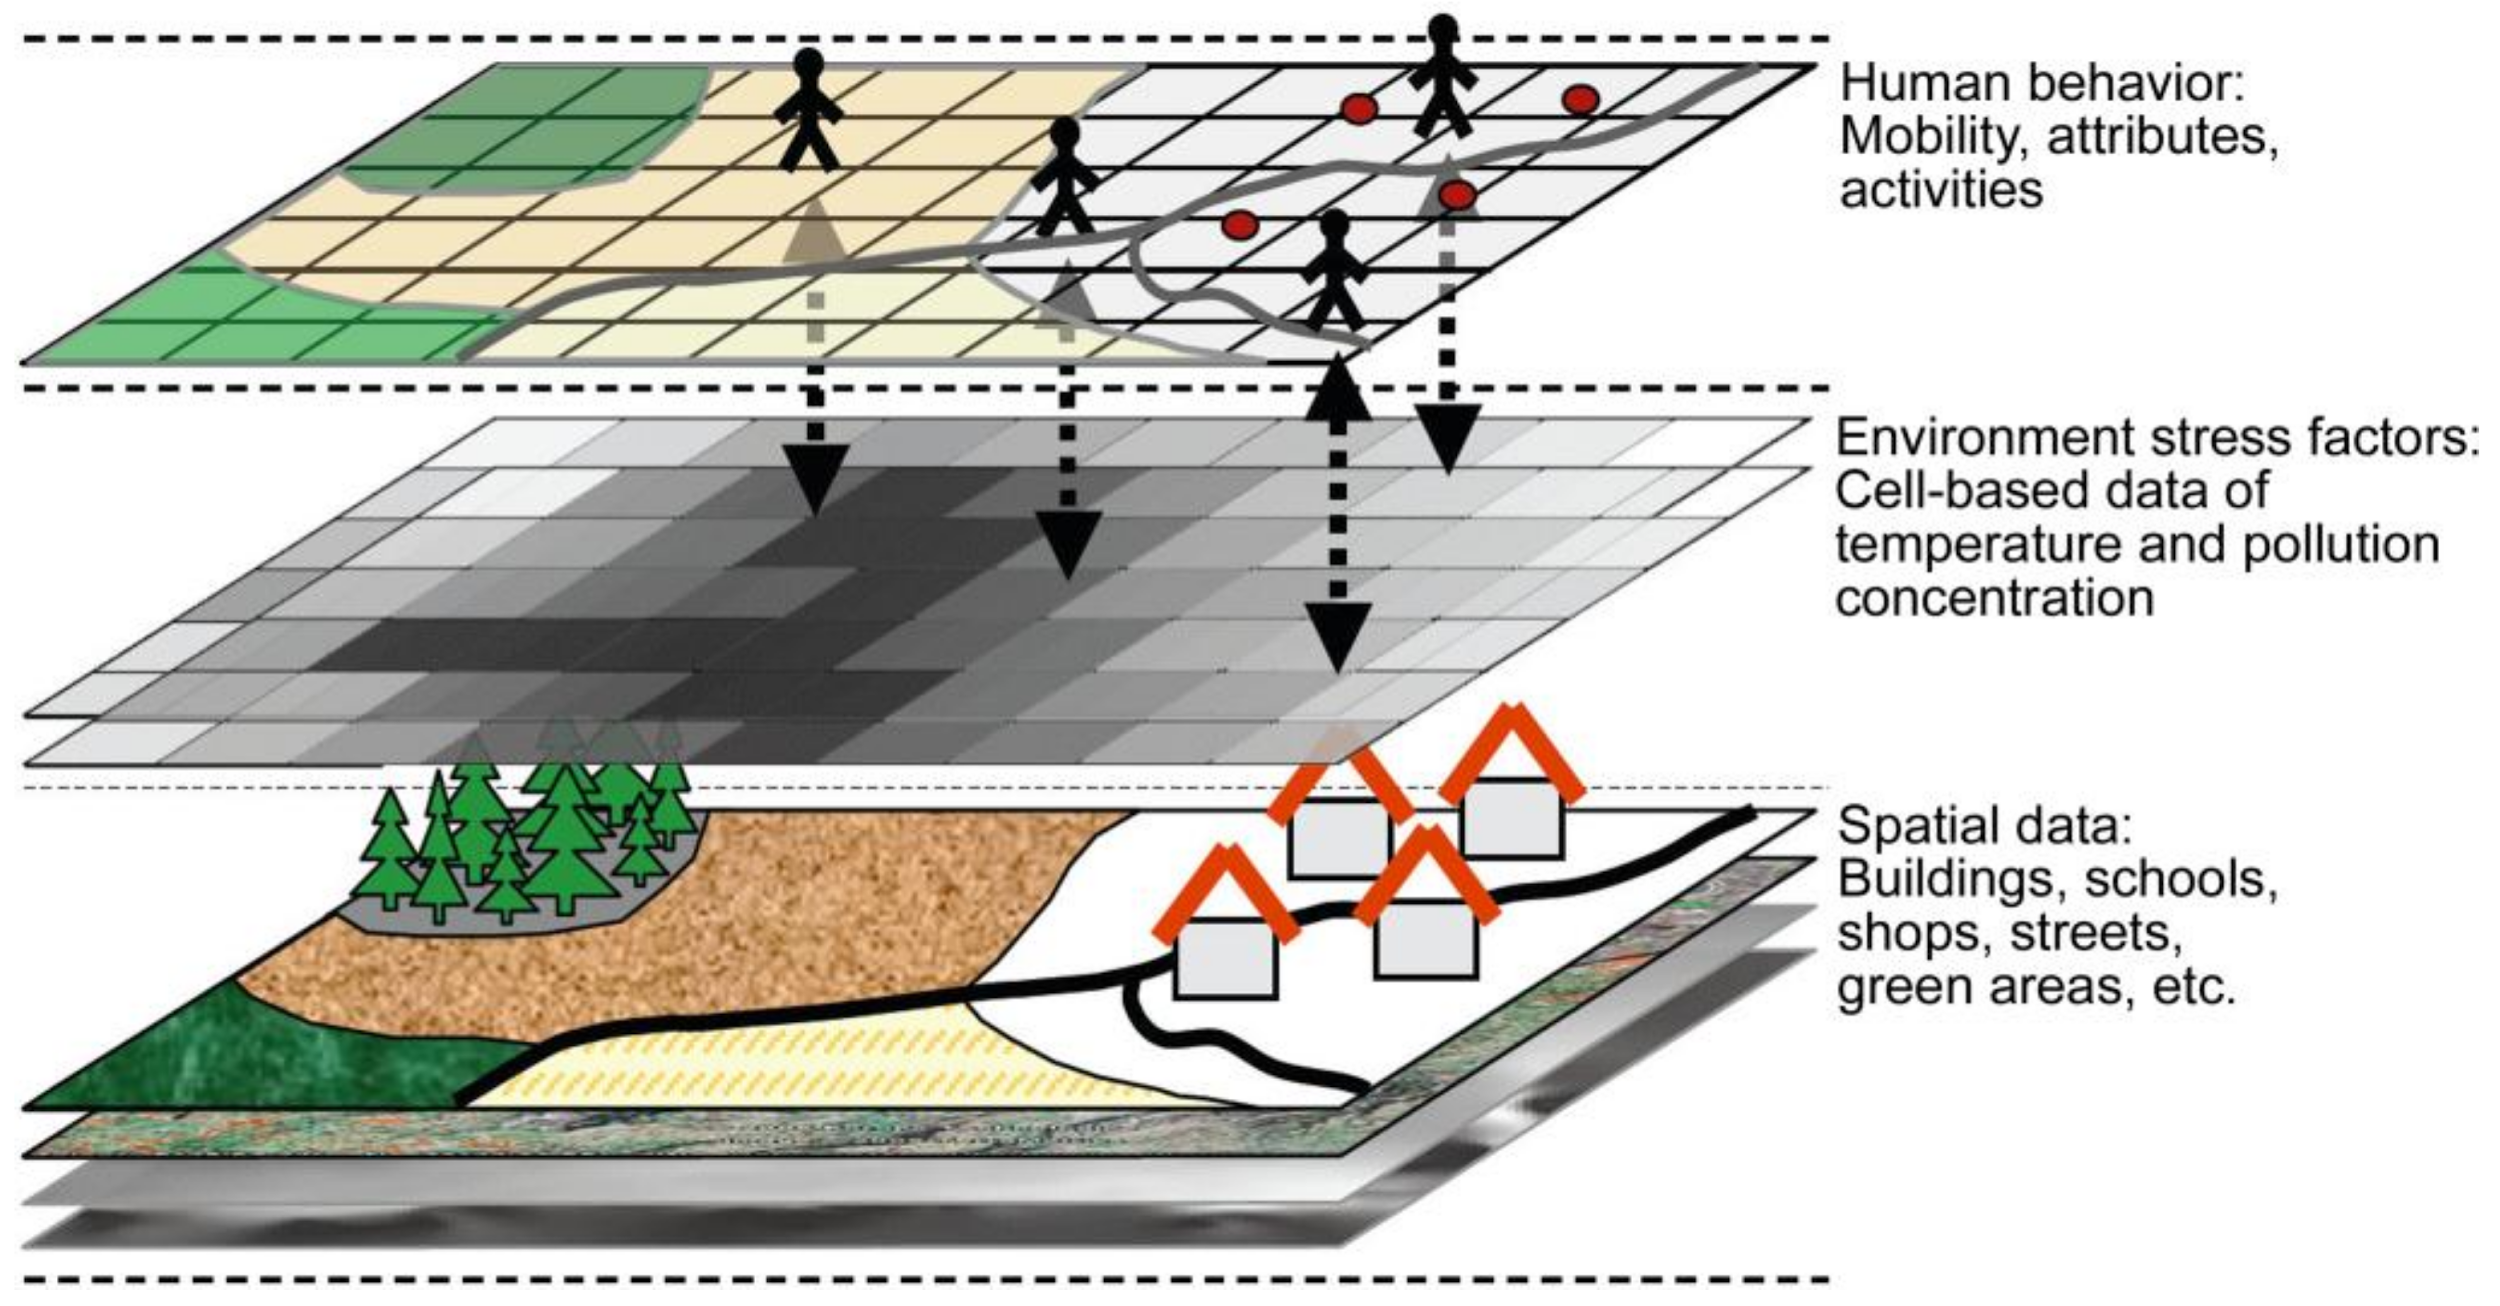 Human behavior:
Mobility, attributes,
activities
Environment stress factors:
Cell-based data of
temperature and pollution
concentration
Spatial data:
Buildings, schools,
shops, streets,
green areas, etc.